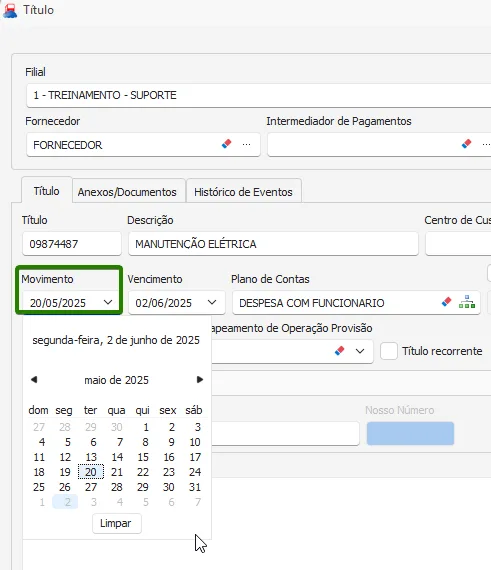 Título
Filial
1 - TREINAMENTO - SUPORTE
Fornecedor
Intermediador de Pagamentos
FORNECEDOR
...
Título
Anexos/Documentos
Histórico de Eventos
Título
Descrição
Centro de Cus
09874487
MANUTENÇÃO ELÉTRICA
Movimento
Vencimento
Plano de Contas
20/05/2025
02/06/2025
DESPESA COM FUNCIONARIO
apeamento de Operação Provisão
segunda-feira, 2 de junho de 2025
Título recorrente
maio de 2025
dom seg ter qua qui sex sáb
27 28 29 30 1 2 3
4 5 6 7 8 9 10
11 12 13 14 15 16 17
18 19 20 21 22 23 24
25 26 27 28 29 30 31
1 2 3 4 5 6 7
Limpar
Nosso Número